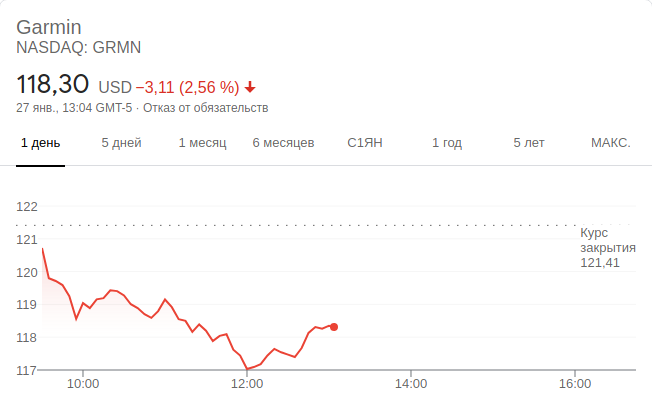 Garmin
NASDAQ: GRMN
118,30 USD −3,11 (2,56 %)
27 янв., 13:04 GMT-5 · Отказ от обязательств
1 день 5 дней 1 месяц 6 месяцев С1ЯН 1 год 5 лет МАКС.
122
121
Курс
закрытия
121,41
120
119
118
117
10:00 12:00 14:00 16:00